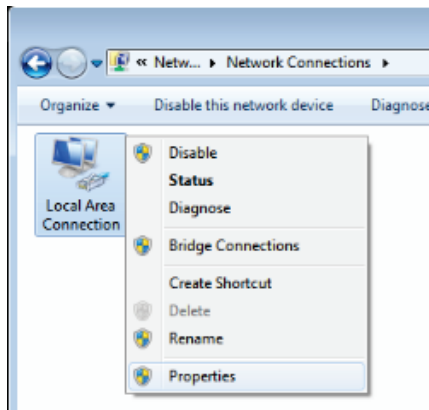 « Netw... ▸ Network Connections ▸
Organize ▾ Disable this network device Diagnose
Local Area
Connection
Disable
Status
Diagnose
Bridge Connections
Create Shortcut
Delete
Rename
Properties